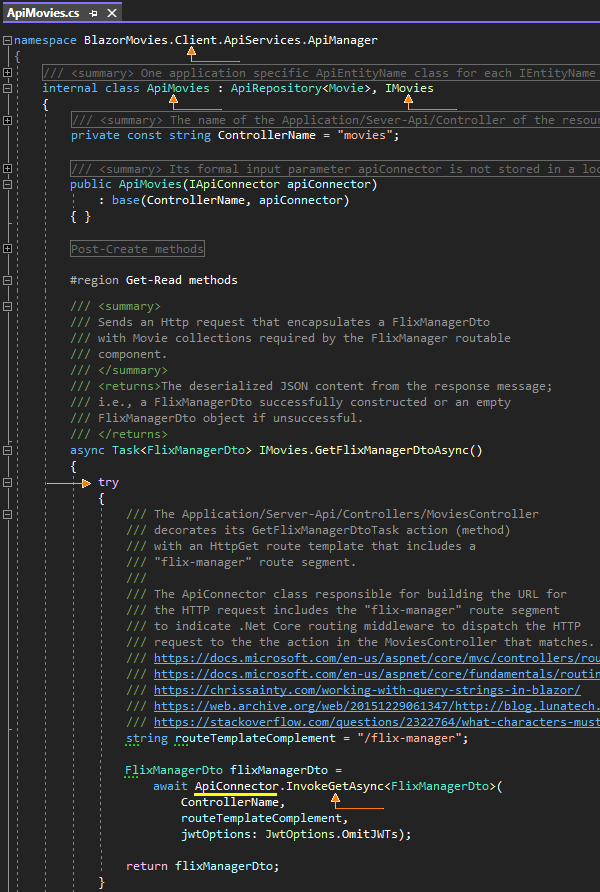 ApiMovies.cs
namespace BlazorMovies.Client.ApiServices.ApiManager
{
/// <summary> One application specific ApiEntityName class for each IEntityName
internal class ApiMovies : ApiRepository<Movie>, IMovies
{
/// <summary> The name of the Application/Sever-Api/Controller of the resou
private const string ControllerName = "movies";
/// <summary> Its formal input parameter apiConnector is not stored in a loc
public ApiMovies(IApiConnector apiConnector)
: base(ControllerName, apiConnector)
{ }
Post-Create methods
#region Get-Read methods
/// <summary>
/// Sends an Http request that encapsulates a FlixManagerDto
/// with Movie collections required by the FlixManager routable
/// component.
/// </summary>
/// <returns>The deserialized JSON content from the response message;
/// i.e., a FlixManagerDto successfully constructed or an empty
/// FlixManagerDto object if unsuccessful.
/// </returns>
async Task<FlixManagerDto> IMovies.GetFlixManagerDtoAsync()
{
try
{
/// The Application/Server-Api/Controllers/MoviesController
/// decorates its GetFlixManagerDtoTask action (method)
/// with an HttpGet route template that includes a
/// "flix-manager" route segment.
///
/// The ApiConnector class responsible for building the URL for
/// the HTTP request includes the "flix-manager" route segment
/// to indicate .Net Core routing middleware to dispatch the HTTP
/// request to the the action in the MoviesController that matches.
/// https://docs.microsoft.com/en-us/aspnet/core/mvc/controllers/rou
/// https://docs.microsoft.com/en-us/aspnet/core/fundamentals/routin
/// https://chrissainty.com/working-with-query-strings-in-blazor/
/// https://web.archive.org/web/20151229061347/http://blog.lunatech.
/// https://stackoverflow.com/questions/2322764/what-characters-must
string routeTemplateComplement = "/flix-manager";
FlixManagerDto flixManagerDto =
await ApiConnector.InvokeGetAsync<FlixManagerDto>(
ControllerName,
routeTemplateComplement,
jwtOptions: JwtOptions.OmitJWTs);
return flixManagerDto;
}